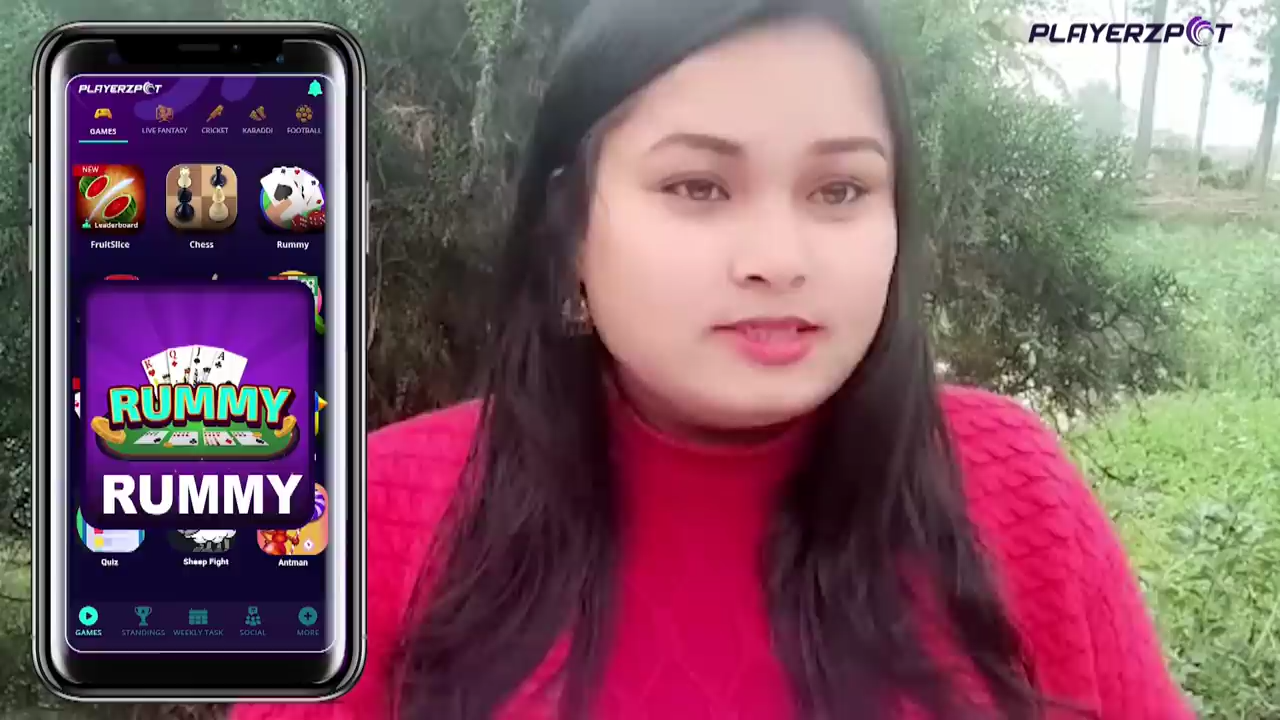 PLAYERZPOT
PLAYERZPOT
GAMES
LIVE FANTASY
CRICKET
KABADDI
FOOTBALL
NEW
Leaderboard
FruitSlice
Chess
Rummy
K Q J A
RUMMY
RUMMY
Quiz
Sheep Fight
Antman
GAMES
STANDINGS
WEEKLY TASK
SOCIAL
MORE